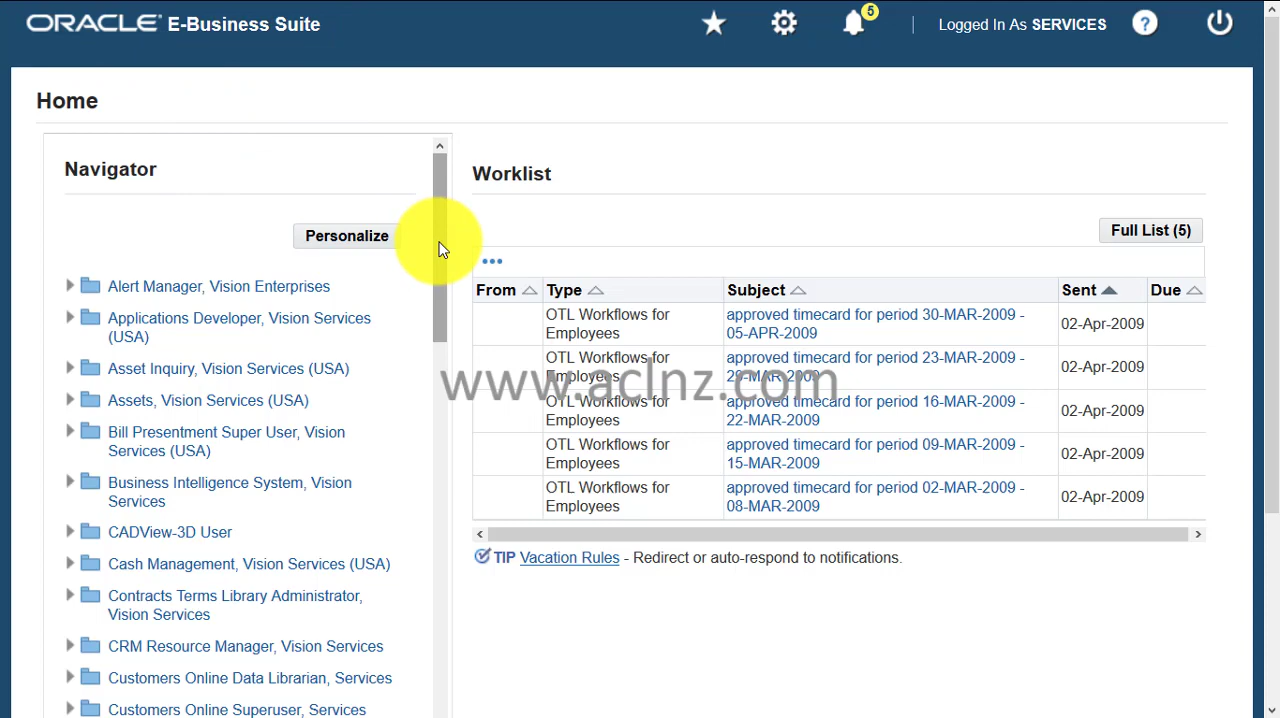 ORACLE® E-Business Suite
5
Logged In As SERVICES
?
Home
Navigator
Personalize
Alert Manager, Vision Enterprises
Applications Developer, Vision Services
(USA)
Asset Inquiry, Vision Services (USA)
Assets, Vision Services (USA)
Bill Presentment Super User, Vision
Services (USA)
Business Intelligence System, Vision
Services
CADView-3D User
Cash Management, Vision Services (USA)
Contracts Terms Library Administrator,
Vision Services
CRM Resource Manager, Vision Services
Customers Online Data Librarian, Services
Customers Online Superuser, Services
Worklist
Full List (5)
From Type Subject Sent Due
OTL Workflows for approved timecard for period 30-MAR-2009 -
Employees 05-APR-2009 02-Apr-2009
OTL Workflows for approved timecard for period 23-MAR-2009 -
Employees 29-MAR-2009 02-Apr-2009
www.aclnz.com
OTL Workflows for approved timecard for period 16-MAR-2009 -
Employees 22-MAR-2009 02-Apr-2009
OTL Workflows for approved timecard for period 09-MAR-2009 -
Employees 15-MAR-2009 02-Apr-2009
OTL Workflows for approved timecard for period 02-MAR-2009 -
Employees 08-MAR-2009 02-Apr-2009
TIP Vacation Rules - Redirect or auto-respond to notifications.